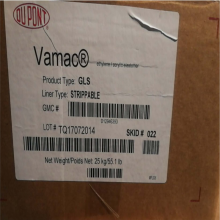 DUPONT
Vamac®
Product Type: GLS
Liner Type: STRIPPABLE
GMC #
LOT # TQ17072014 SKID # 022
Net Weight/Poids Net: 25 kg/55.1 lb